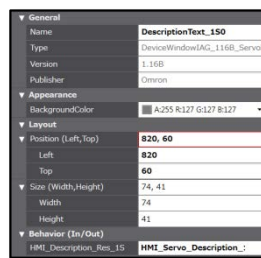 General
Name DescriptionText_1S0
Type DeviceWindowIAG_116B_Servo
Version 1.16B
Publisher Omron
Appearance
BackgroundColor A:255 R:127 G:127 B:127
Layout
Position (Left,Top) 820, 60
Left 820
Top 60
Size (Width,Height) 74, 41
Width 74
Height 41
Behavior (In/Out)
HMI_Description_Res_1S HMI_Servo_Description_: